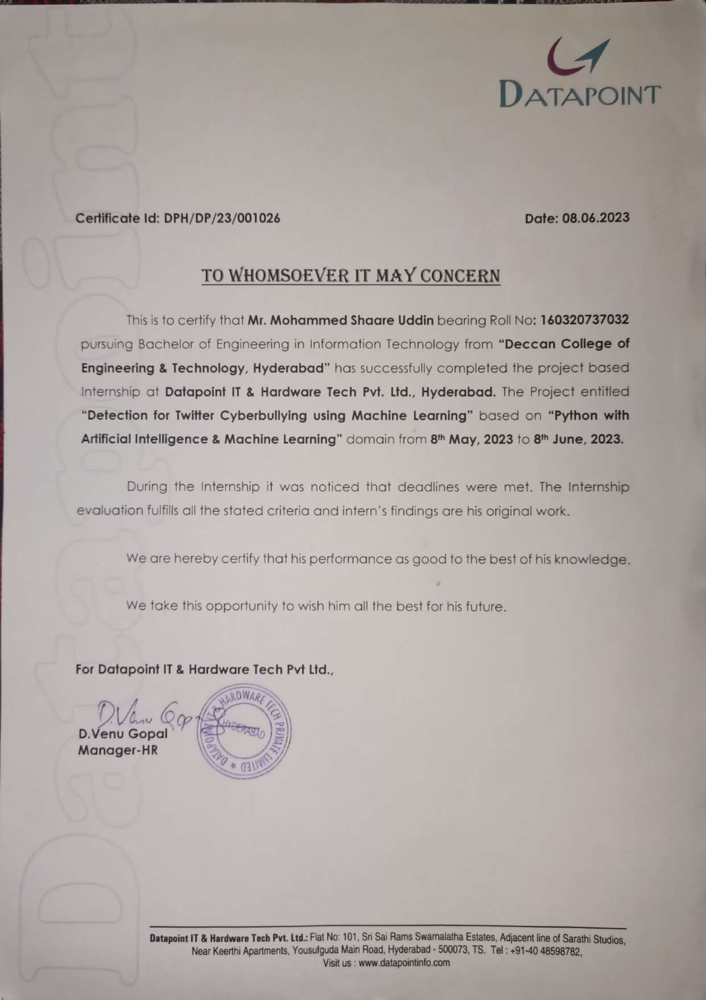 DATAPOINT
Certificate Id: DPH/DP/23/001026
Date: 08.06.2023
TO WHOMSOEVER IT MAY CONCERN
This is to certify that Mr. Mohammed Shaare Uddin bearing Roll No: 160320737032
pursuing Bachelor of Engineering in Information Technology from “Deccan College of
Engineering & Technology, Hyderabad” has successfully completed the project based
Internship at Datapoint IT & Hardware Tech Pvt. Ltd., Hyderabad. The Project entitled
“Detection for Twitter Cyberbullying using Machine Learning” based on “Python with
Artificial Intelligence & Machine Learning” domain from 8th May, 2023 to 8th June, 2023.
During the Internship it was noticed that deadlines were met. The Internship
evaluation fulfills all the stated criteria and intern's findings are his original work.
We are hereby certify that his performance as good to the best of his knowledge.
We take this opportunity to wish him all the best for his future.
For Datapoint IT & Hardware Tech Pvt Ltd.,
D.Venu Gopal
DATAPOINT IT & HARDWARE TECH PRIVATE LIMITED ★
HYDERABAD
D.Venu Gopal
Manager-HR
Datapoint
Datapoint IT & Hardware Tech Pvt. Ltd.: Flat No: 101, Sri Sai Rams Swarnalatha Estates, Adjacent line of Sarathi Studios,
Near Keerthi Apartments, Yousufguda Main Road, Hyderabad - 500073, TS. Tel : +91-40 48598782,
Visit us : www.datapointinfo.com